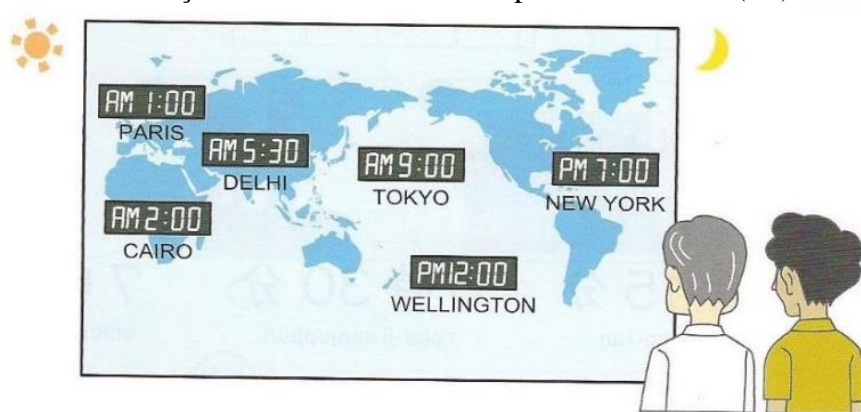 AM 1:00
PARIS
AM 5:30
DELHI
AM 9:00
TOKYO
PM 7:00
NEW YORK
AM 2:00
CAIRO
PM 12:00
WELLINGTON